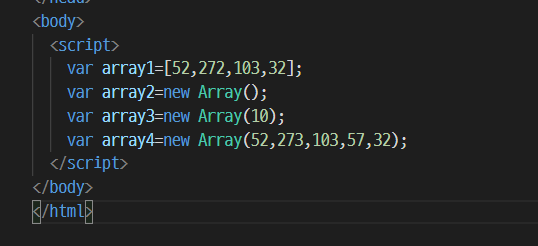 </head>
<body>
<script>
var array1=[52,272,103,32];
var array2=new Array();
var array3=new Array(10);
var array4=new Array(52,273,103,57,32);
</script>
</body>
</html>